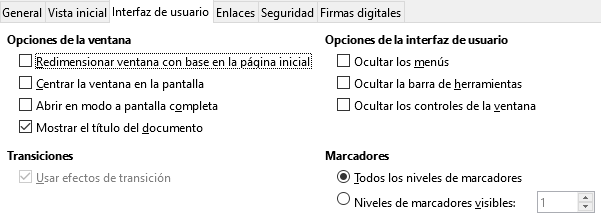 General Vista inicial Interfaz de usuario Enlaces Seguridad Firmas digitales
Opciones de la ventana
Redimensionar ventana con base en la página inicial
Centrar la ventana en la pantalla
Abrir en modo a pantalla completa
Mostrar el título del documento
Opciones de la interfaz de usuario
Ocultar los menús
Ocultar la barra de herramientas
Ocultar los controles de la ventana
Transiciones
Usar efectos de transición
Marcadores
Todos los niveles de marcadores
Niveles de marcadores visibles: 1